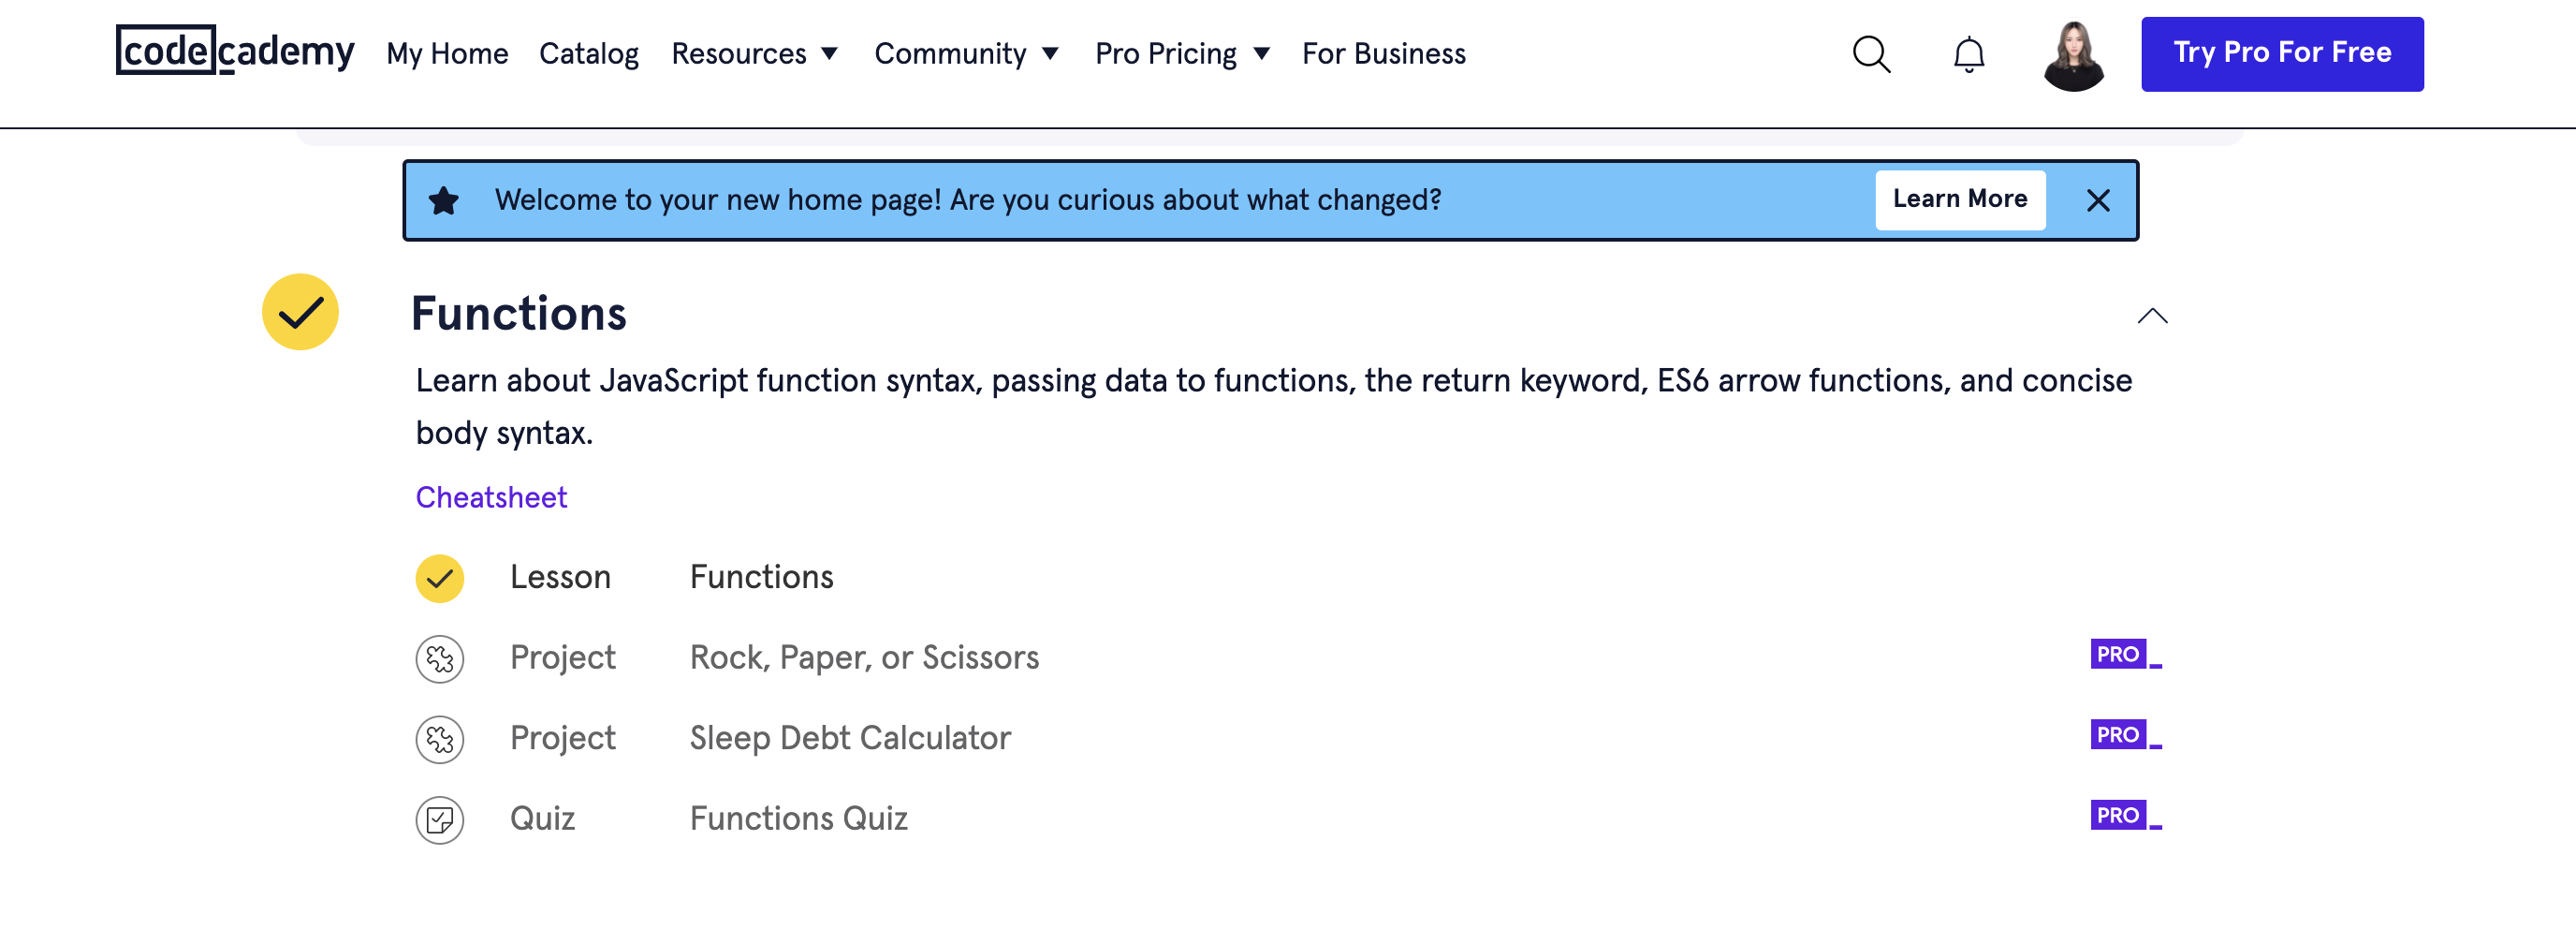 codecademy My Home Catalog Resources Community Pro Pricing For Business Try Pro For Free
Welcome to your new home page! Are you curious about what changed? Learn More
Functions
Learn about JavaScript function syntax, passing data to functions, the return keyword, ES6 arrow functions, and concise
body syntax.
Cheatsheet
Lesson Functions
Project Rock, Paper, or Scissors PRO
Project Sleep Debt Calculator PRO
Quiz Functions Quiz PRO